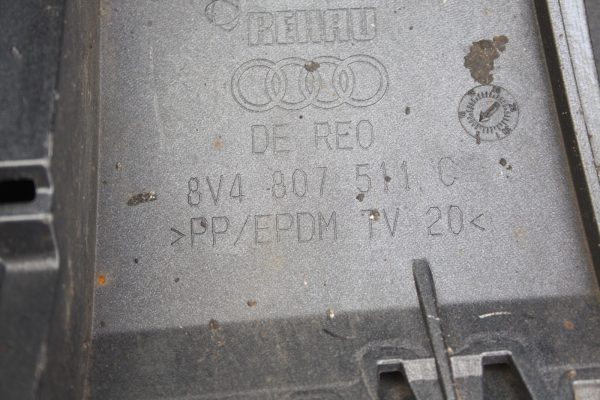 REHAU
DE REO
8V4 807 511 C
>PP/EPDM TV 20<